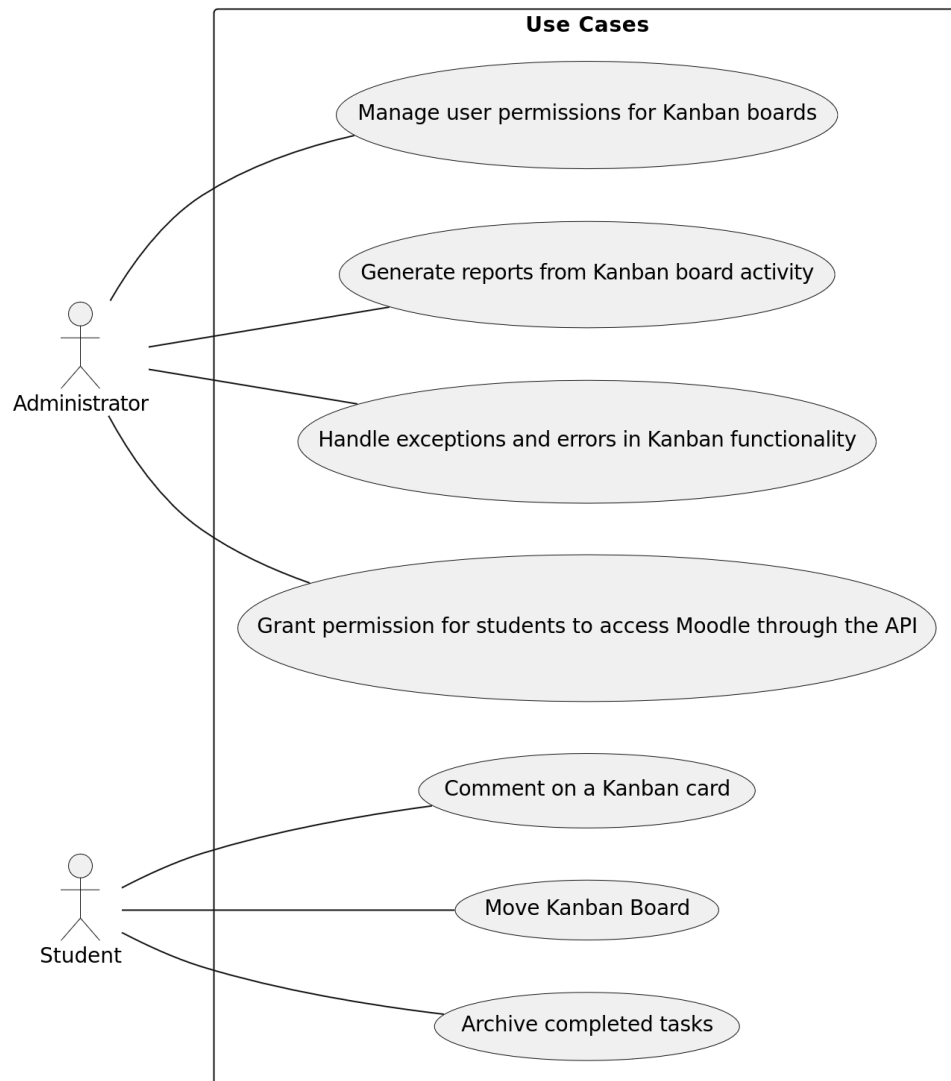 Use Cases
Manage user permissions for Kanban boards
Generate reports from Kanban board activity
Administrator
Handle exceptions and errors in Kanban functionality
Grant permission for students to access Moodle through the API
Comment on a Kanban card
Move Kanban Board
Student
Archive completed tasks